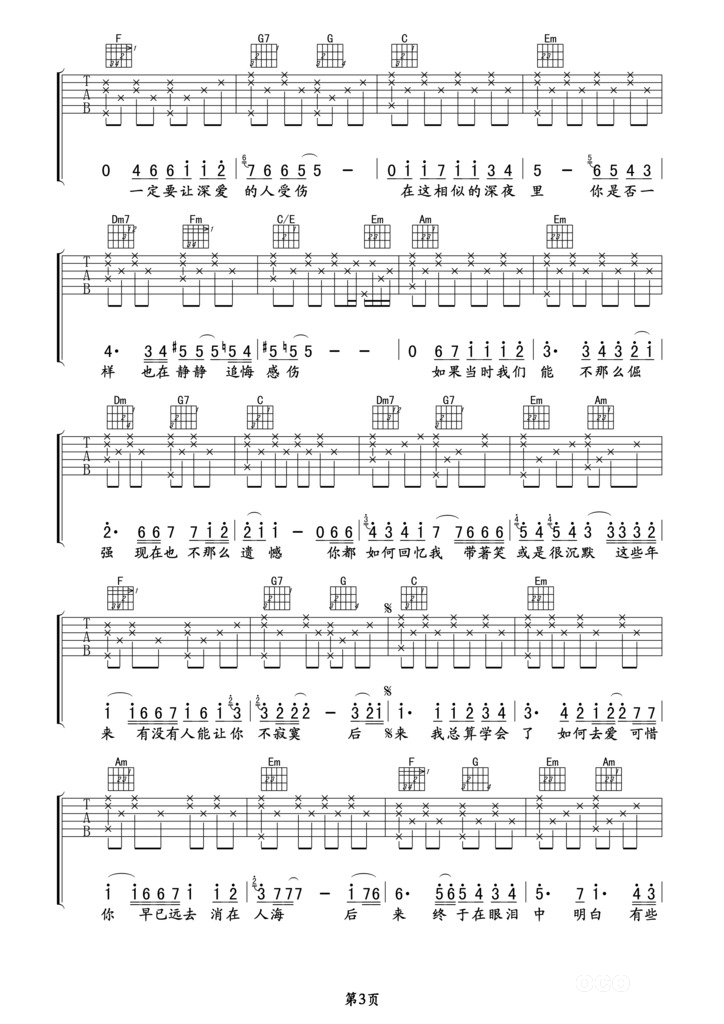 F G7 G C Em
T A B
0 4 6 6 i i 2 7 6 6 5 5 - 0 i i 7 i i 3 4 5 - 6 5 4 3
一定要让深爱 的人受伤 在这相似的深夜 里 你是否一
Dm7 Fm C/E Em Am Em
T A B
4· 3 4 #5 5 5 ♮5 4 #5 ♮5 5 - - 0 6 7 i i i 2 3· 3 4 3 2 i
样 也在静静 追悔 感伤 如果当时我们 能 不那么倔
Dm G7 C Dm7 G7 Em Am
T A B
2· 6 6 7 7 i 2 2 i i - 0 6 6 4 3 4 i 7 7 6 6 6 5 4 5 4 3 3 3 3 2
强 现在也 不那么 遗憾 你都 如何回忆我 带著笑 或是很沉默 这些年
F G7 G C Em
T A B
i i 6 6 7 i 6 i 3 3 2 2 2 - 3 2 i i· i 2 3 4 3· 4 2 i 2 2 7 7
来 有没有人能让你 不寂寞 后 来 我总算学会 了 如何去爱 可惜
Am Em F G Em Am
T A B
i i 6 6 7 i i 2 3 7 7 7 - i 7 6 6· 5 6 5 4 3 4 5· 7 i· 4 3
你 早已远去 消在 人海 后 来 终于在眼泪 中 明白 有些
第3页